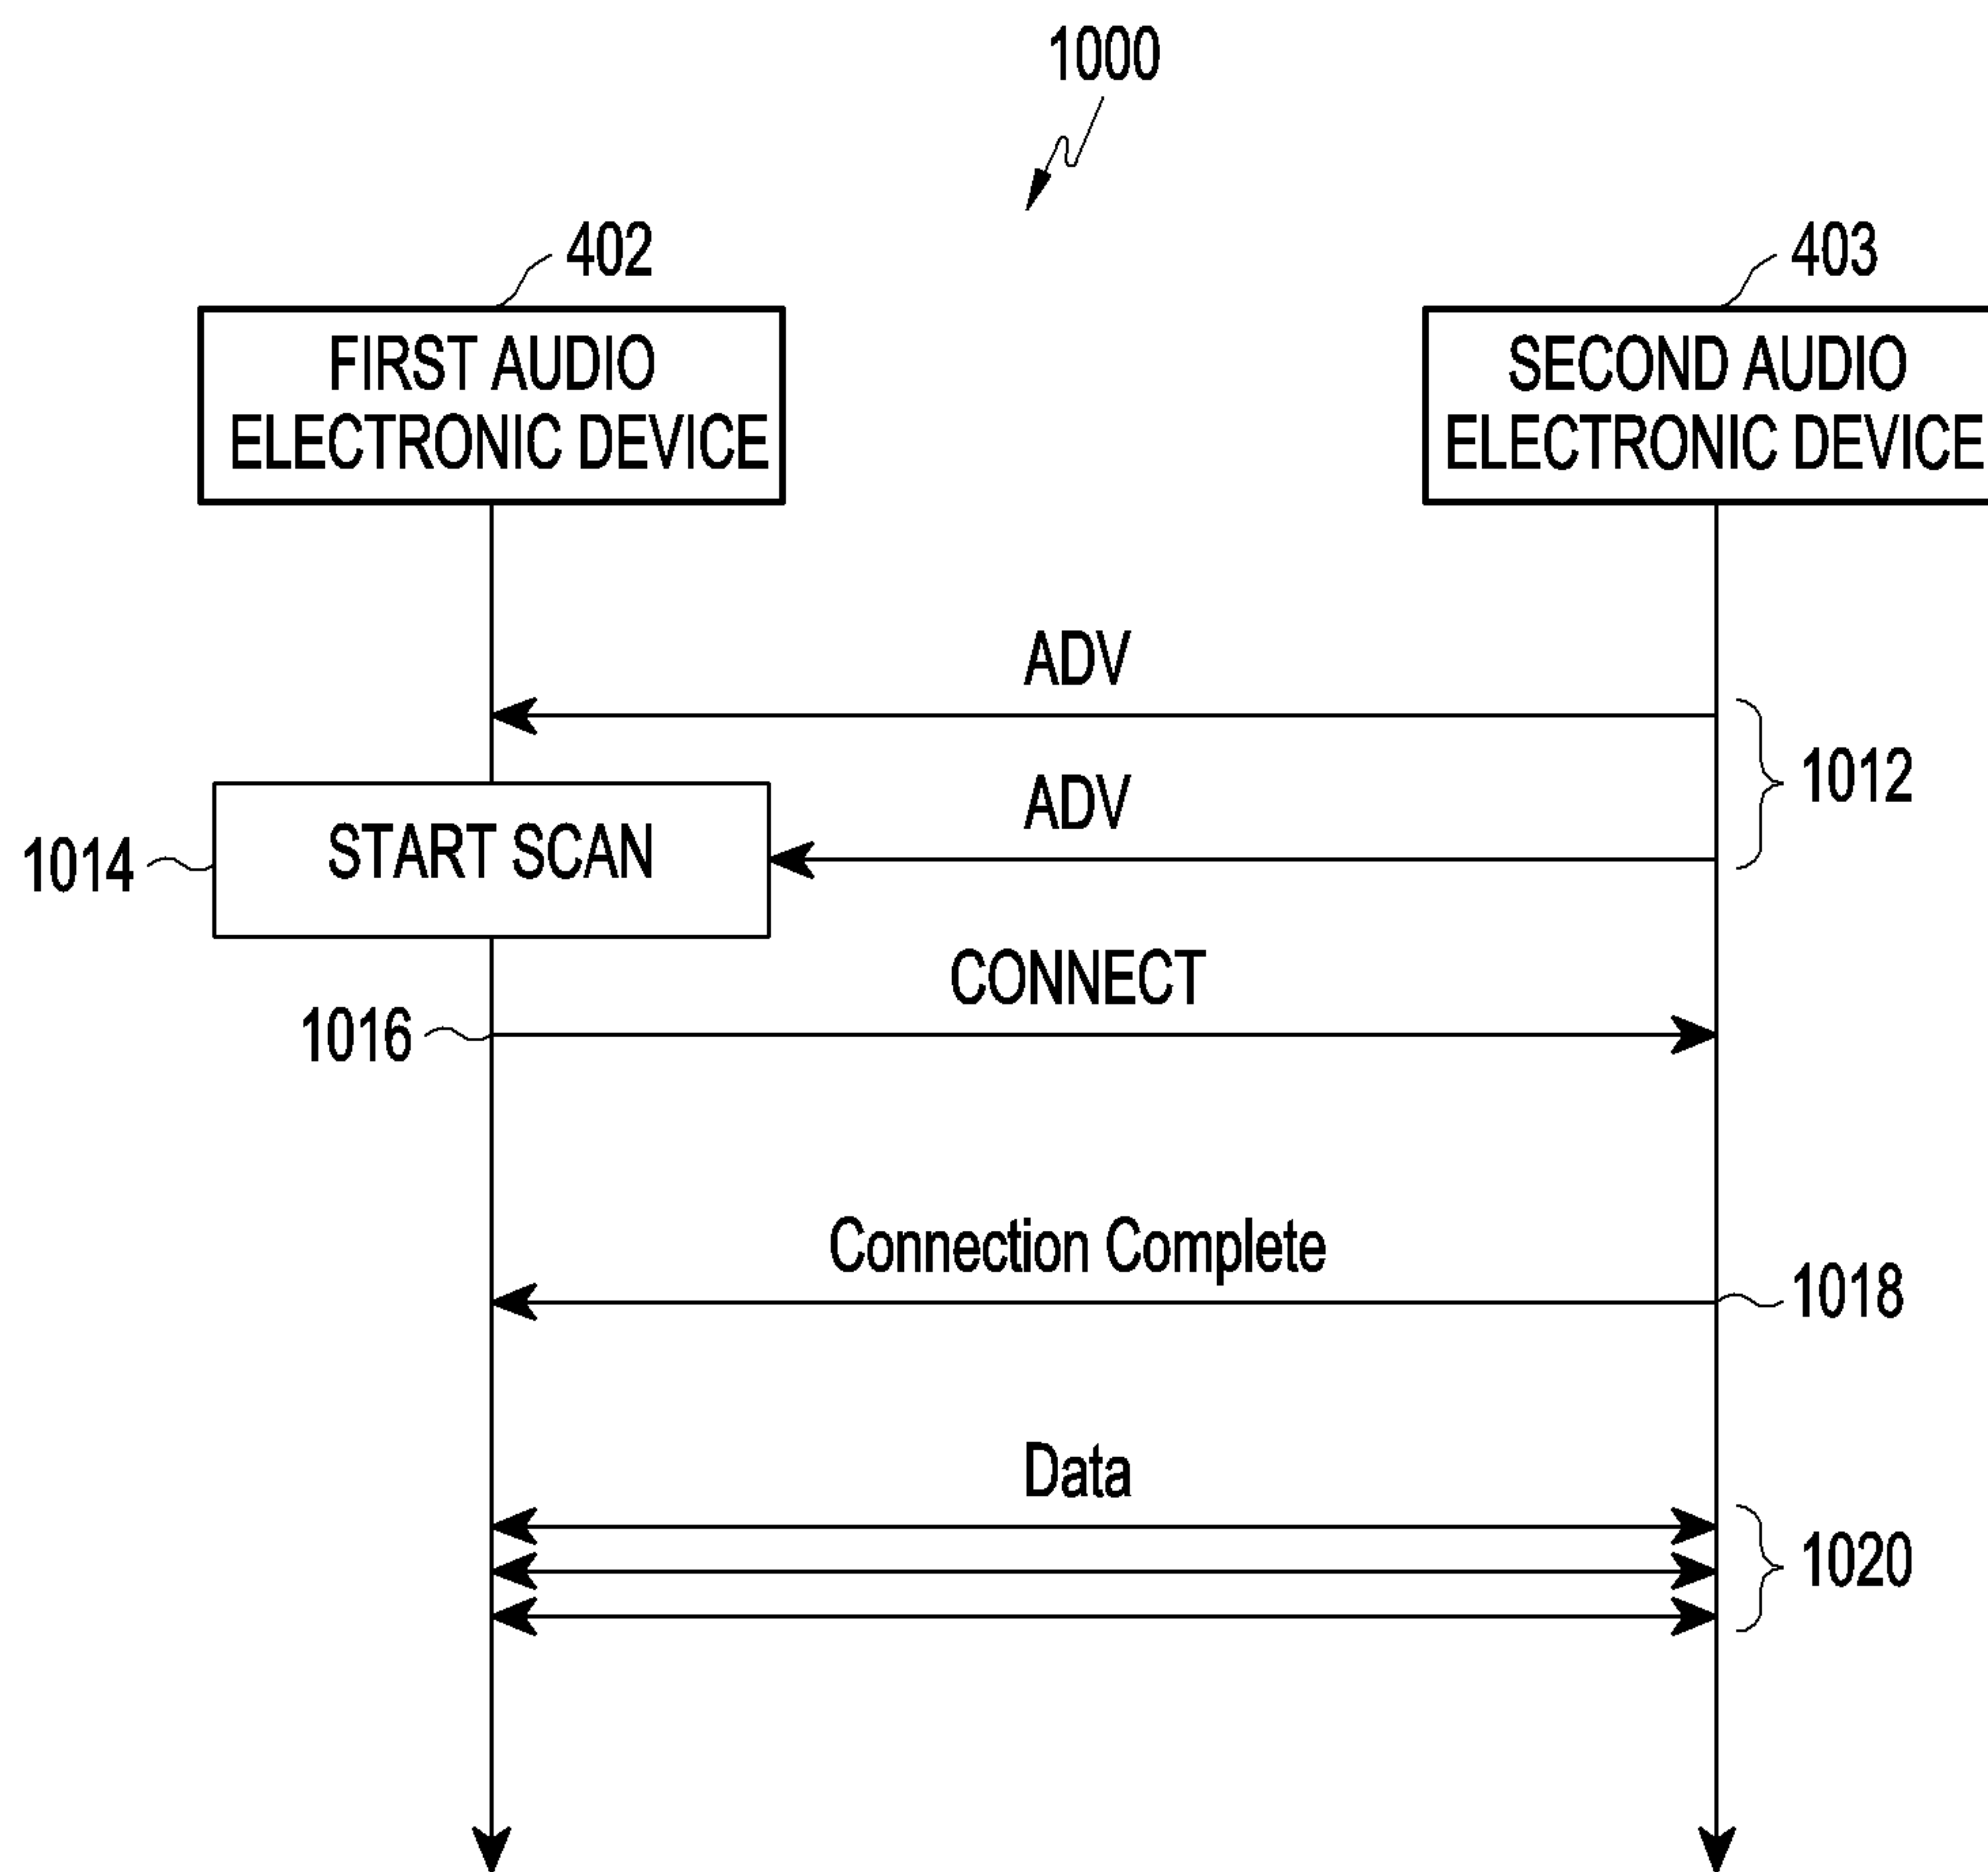 1000
402
403
FIRST AUDIO
ELECTRONIC DEVICE
SECOND AUDIO
ELECTRONIC DEVICE
ADV
1012
ADV
1014
START SCAN
CONNECT
1016
Connection Complete
1018
Data
1020